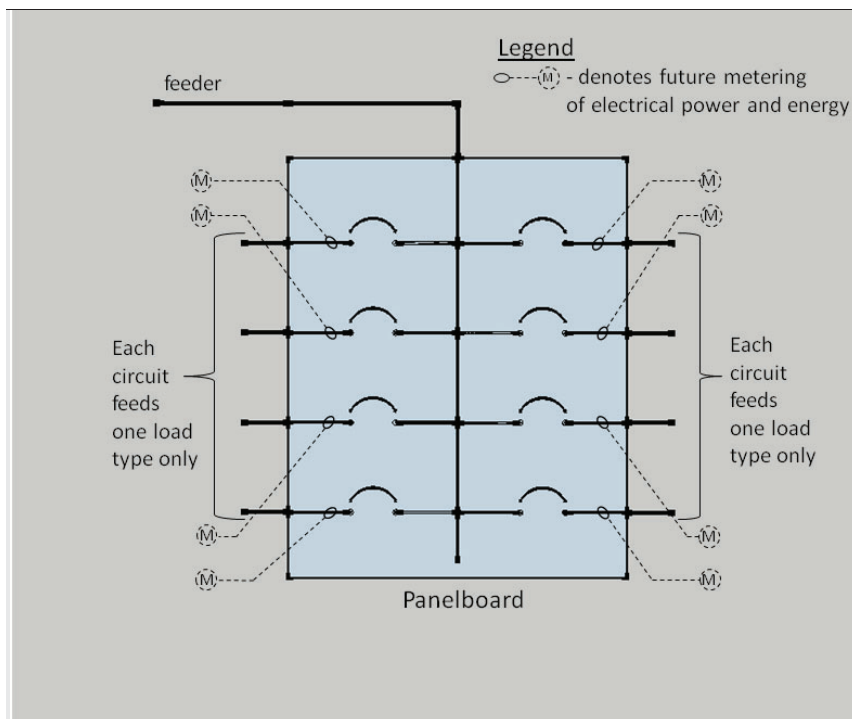 Legend
M - denotes future metering
of electrical power and energy
feeder
M
M
M
M
Each
circuit
feeds
one load
type only
Each
circuit
feeds
one load
type only
M
M
M
M
Panelboard